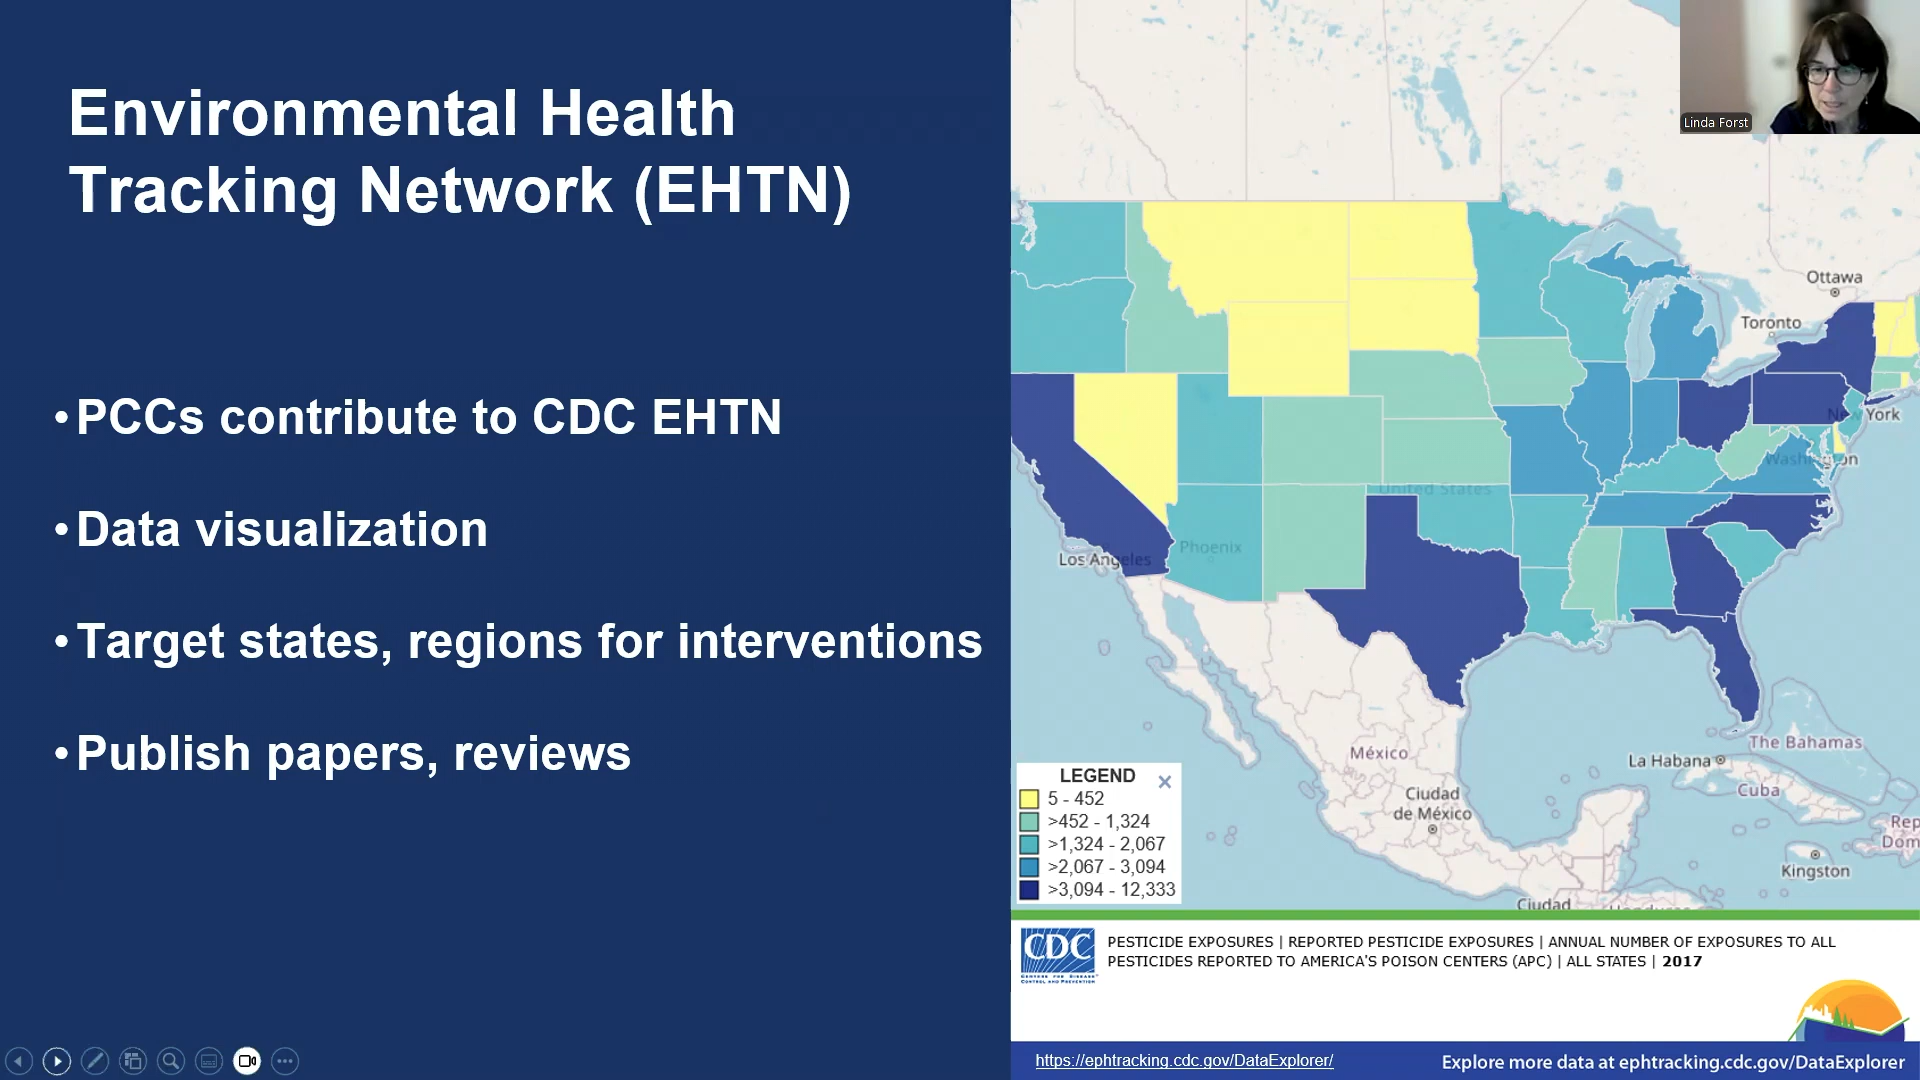 Environmental Health
Tracking Network (EHTN)
•PCCs contribute to CDC EHTN
•Data visualization
•Target states, regions for interventions
•Publish papers, reviews
Linda Forst
Ottawa
Toronto
New York
Washington
United States
Phoenix
Los Angeles
México
La Habana
The Bahamas
Cuba
Ciudad
de México
Rep
Dom
Kingston
Ciudad
LEGEND
5 - 452
>452 - 1,324
>1,324 - 2,067
>2,067 - 3,094
>3,094 - 12,333
CDC
CENTERS FOR DISEASE
CONTROL AND PREVENTION
PESTICIDE EXPOSURES | REPORTED PESTICIDE EXPOSURES | ANNUAL NUMBER OF EXPOSURES TO ALL
PESTICIDES REPORTED TO AMERICA'S POISON CENTERS (APC) | ALL STATES | 2017
https://ephtracking.cdc.gov/DataExplorer/
Explore more data at ephtracking.cdc.gov/DataExplorer